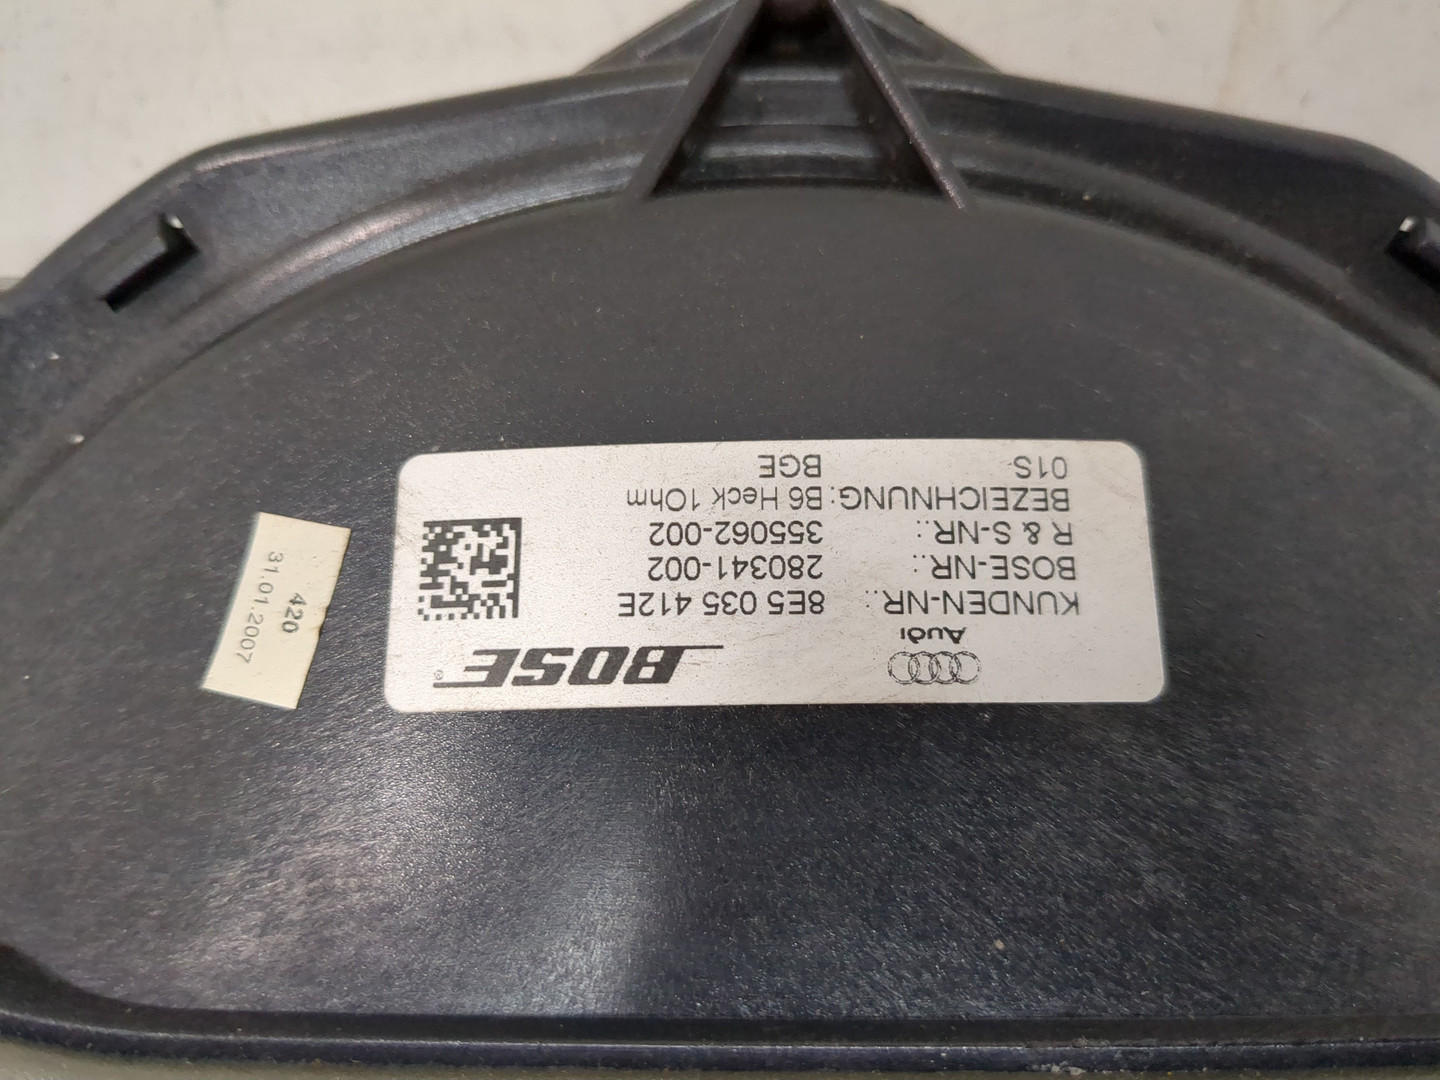 Audi BOSE®
KUNDEN-NR.: 8E5 035 412E
BOSE-NR.: 280341-002
R & S-NR.: 355062-002
BEZEICHNUNG: B6 Heck 1Ohm
01S BGE
420
31.01.2007